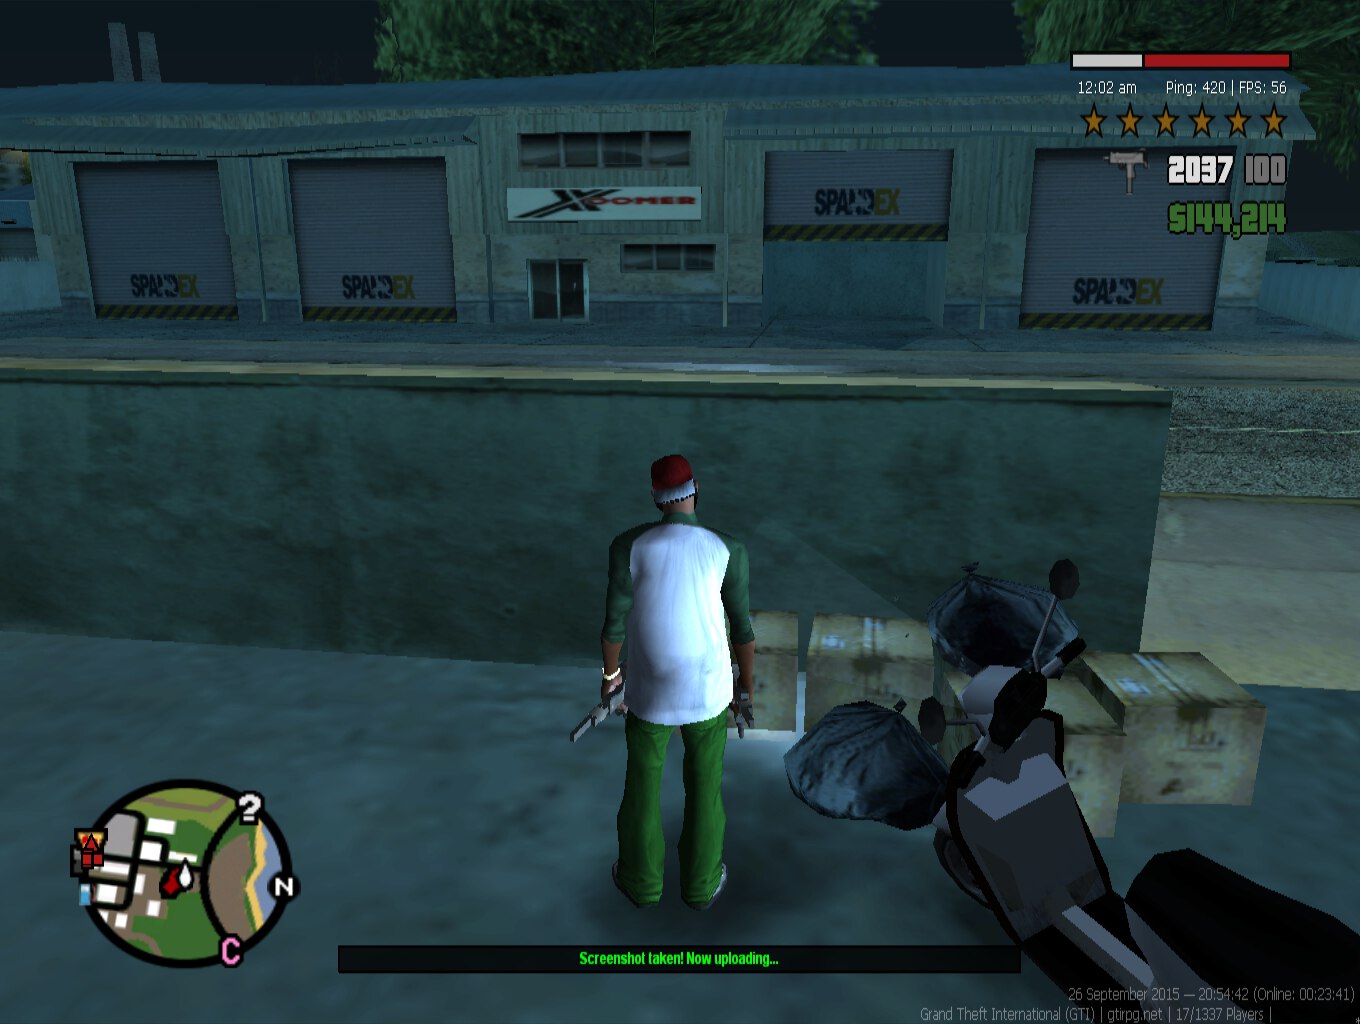 12:02 am Ping: 420 | FPS: 56
2037 100
$144,214
XOOMER
SPANDEX
SPANDEX
SPANDEX
SPANDEX
?
N
C
Screenshot taken! Now uploading...
26 September 2015 — 20:54:42 (Online: 00:23:41)
Grand Theft International (GTI) | gtirpg.net | 17/1337 Players |